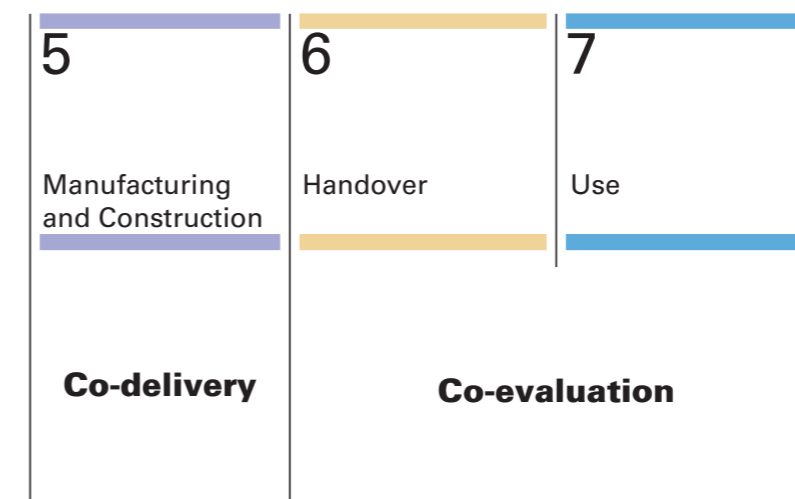 5
6
7
Manufacturing
and Construction
Handover
Use
Co-delivery
Co-evaluation